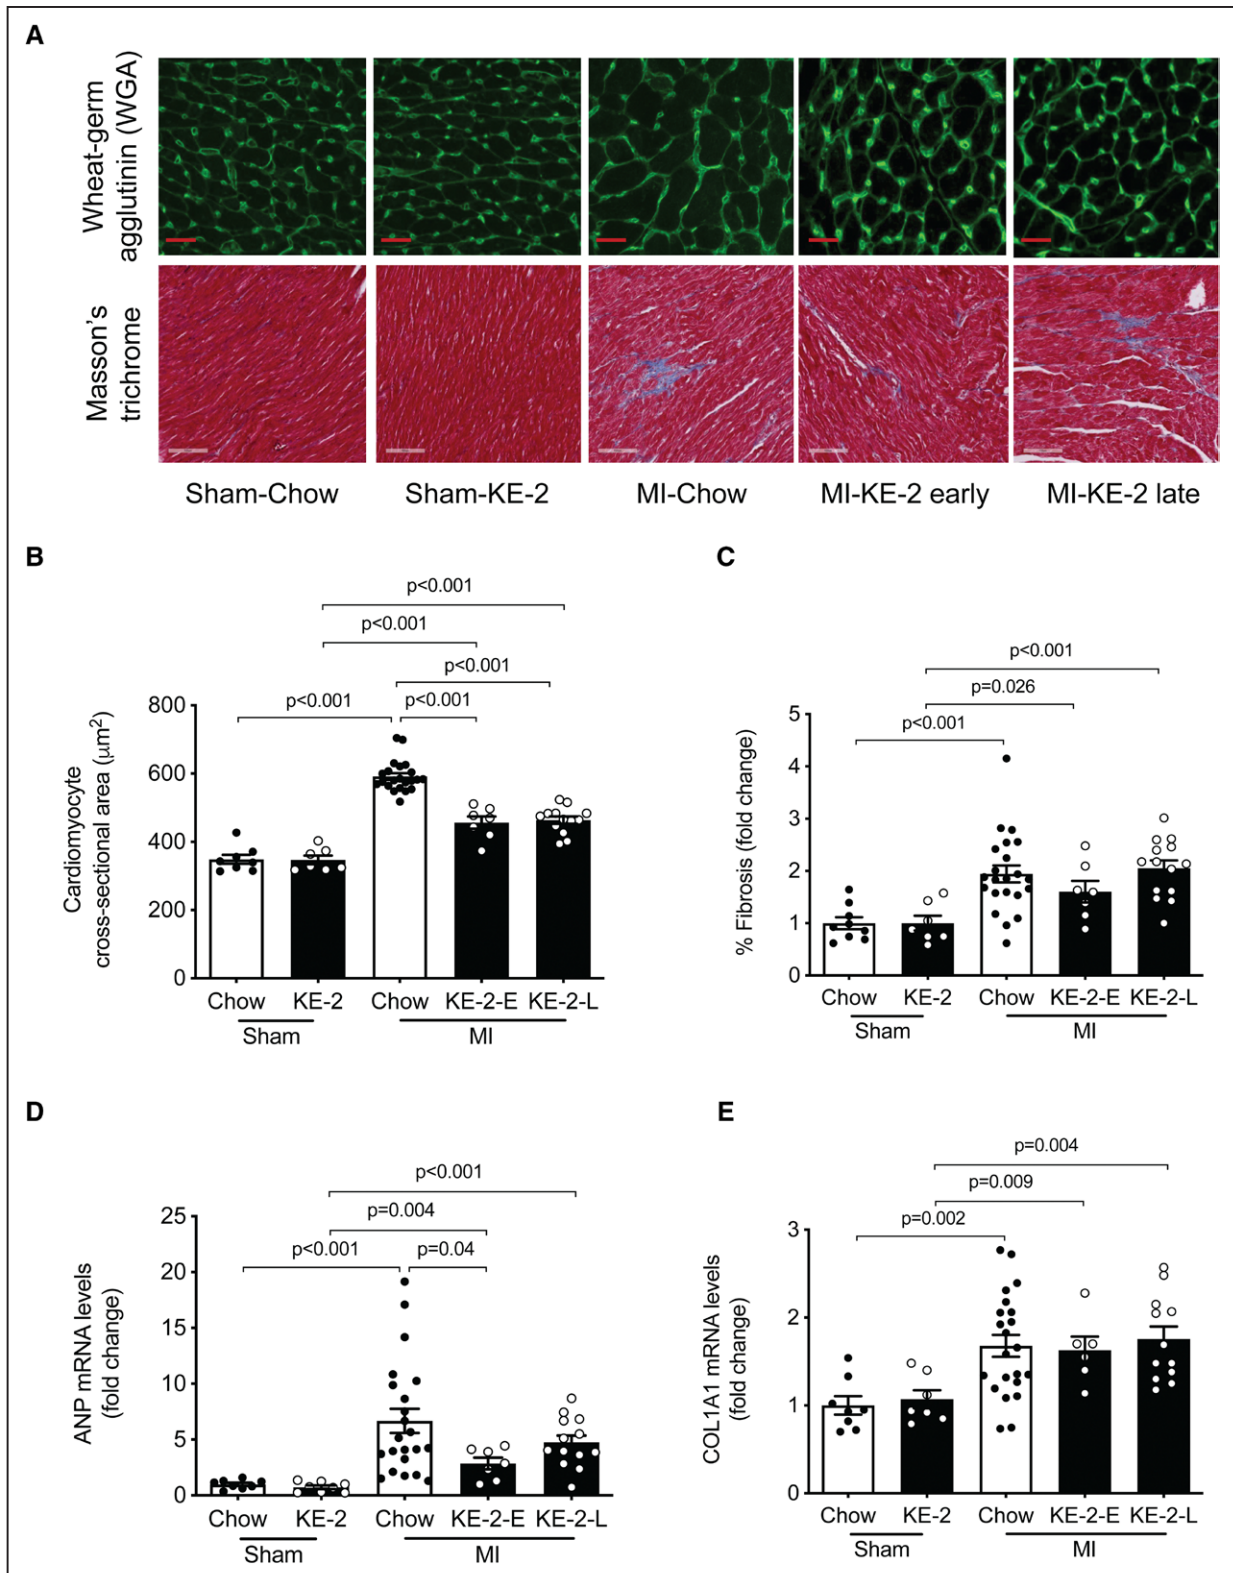 A
Wheat-germ
agglutinin (WGA)
Masson's
trichrome
Sham-Chow
Sham-KE-2
MI-Chow
MI-KE-2 early
MI-KE-2 late
B
p<0.001
p<0.001
p<0.001
p<0.001
p<0.001
Cardiomyocyte
cross-sectional area (μm²)
800
600
400
200
0
Chow
KE-2
Chow
KE-2-E
KE-2-L
Sham
MI
C
p<0.001
p=0.026
p<0.001
% Fibrosis (fold change)
5
4
3
2
1
0
Chow
KE-2
Chow
KE-2-E
KE-2-L
Sham
MI
D
p<0.001
p=0.004
p<0.001
p=0.04
ANP mRNA levels
(fold change)
25
20
15
10
5
0
Chow
KE-2
Chow
KE-2-E
KE-2-L
Sham
MI
E
p=0.004
p=0.009
p=0.002
COL1A1 mRNA levels
(fold change)
3
2
1
0
Chow
KE-2
Chow
KE-2-E
KE-2-L
Sham
MI